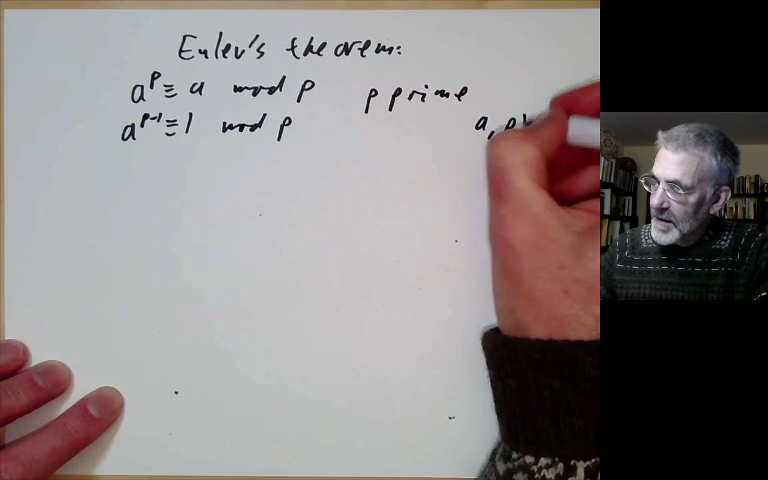 Euler's theorem:
a^p ≡ a mod p p prime
a^{p-1} ≡ 1 mod p a, p